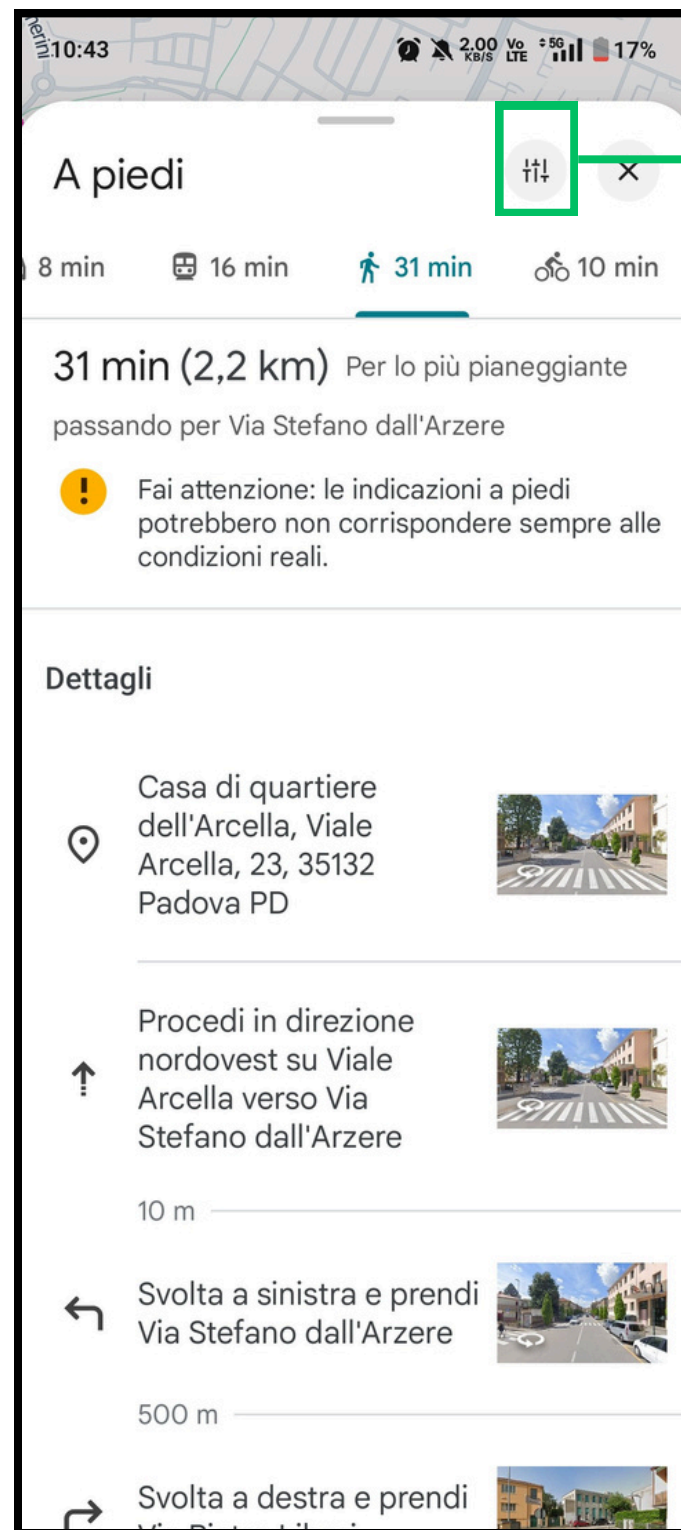 10:43
2.00 KB/S Vo LTE 5G 17%
A piedi
8 min 16 min 31 min 10 min
31 min (2,2 km) Per lo più pianeggiante
passando per Via Stefano dall'Arzere
Fai attenzione: le indicazioni a piedi
potrebbero non corrispondere sempre alle
condizioni reali.
Dettagli
Casa di quartiere
dell'Arcella, Viale
Arcella, 23, 35132
Padova PD
Procedi in direzione
nordovest su Viale
Arcella verso Via
Stefano dall'Arzere
10 m
Svolta a sinistra e prendi
Via Stefano dall'Arzere
500 m
Svolta a destra e prendi